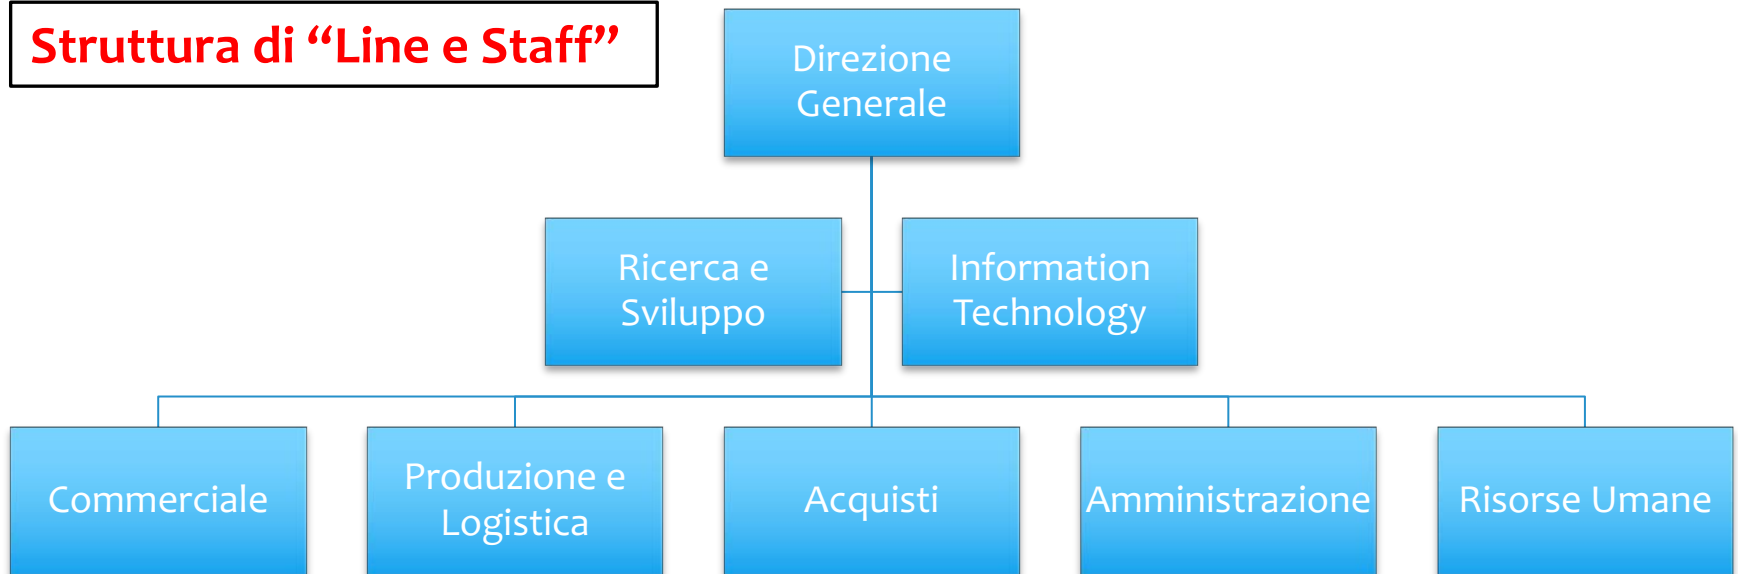 Struttura di “Line e Staff”
Direzione
Generale
Ricerca e
Sviluppo
Information
Technology
Commerciale
Produzione e
Logistica
Acquisti
Amministrazione
Risorse Umane